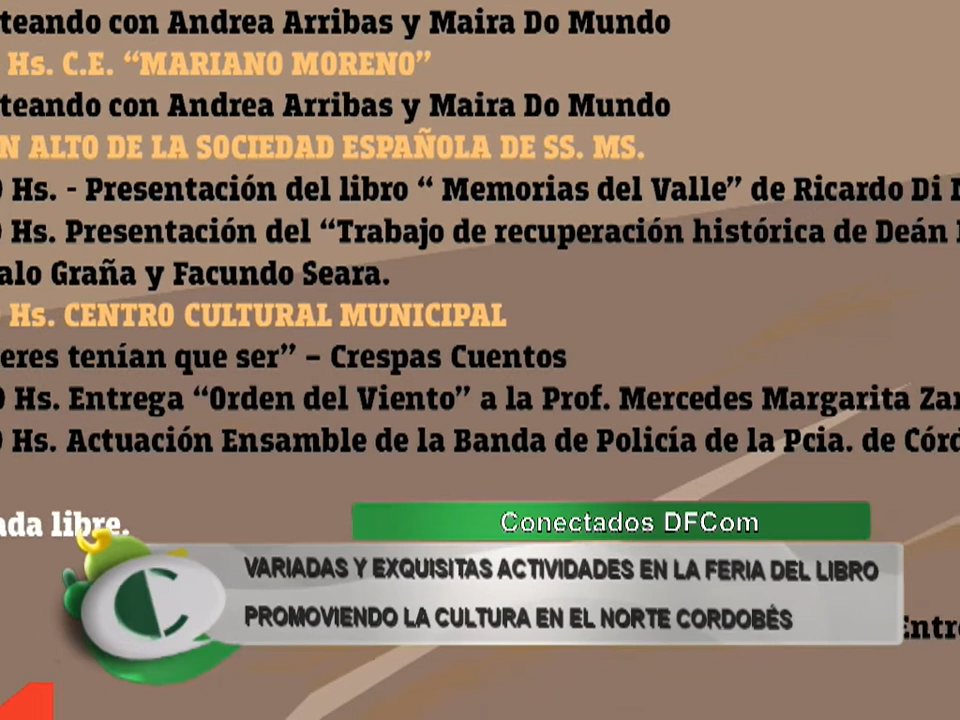 teando con Andrea Arribas y Maira Do Mundo
Hs. C.E. “MARIANO MORENO”
teando con Andrea Arribas y Maira Do Mundo
N ALTO DE LA SOCIEDAD ESPAÑOLA DE SS. MS.
Hs. - Presentación del libro “ Memorias del Valle” de Ricardo Di
Hs. Presentación del “Trabajo de recuperación histórica de Deán
alo Graña y Facundo Seara.
Hs. CENTRO CULTURAL MUNICIPAL
eres tenían que ser” – Crespas Cuentos
0 Hs. Entrega “Orden del Viento” a la Prof. Mercedes Margarita Zar
Hs. Actuación Ensamble de la Banda de Policía de la Pcia. de Córd
ada libre.
Conectados DFCom
VARIADAS Y EXQUISITAS ACTIVIDADES EN LA FERIA DEL LIBRO
PROMOVIENDO LA CULTURA EN EL NORTE CORDOBÉS
Entr
C